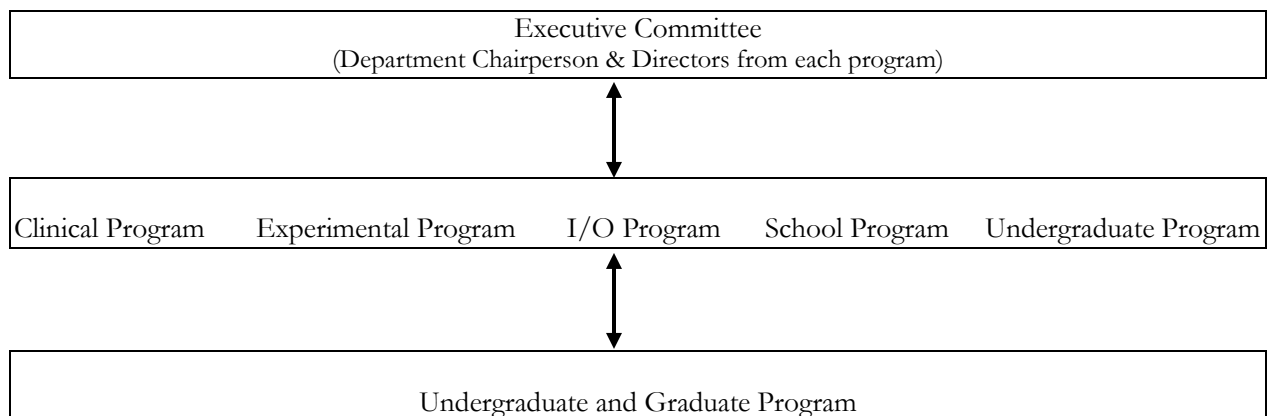 Executive Committee
(Department Chairperson & Directors from each program)
Clinical Program Experimental Program I/O Program School Program Undergraduate Program
Undergraduate and Graduate Program